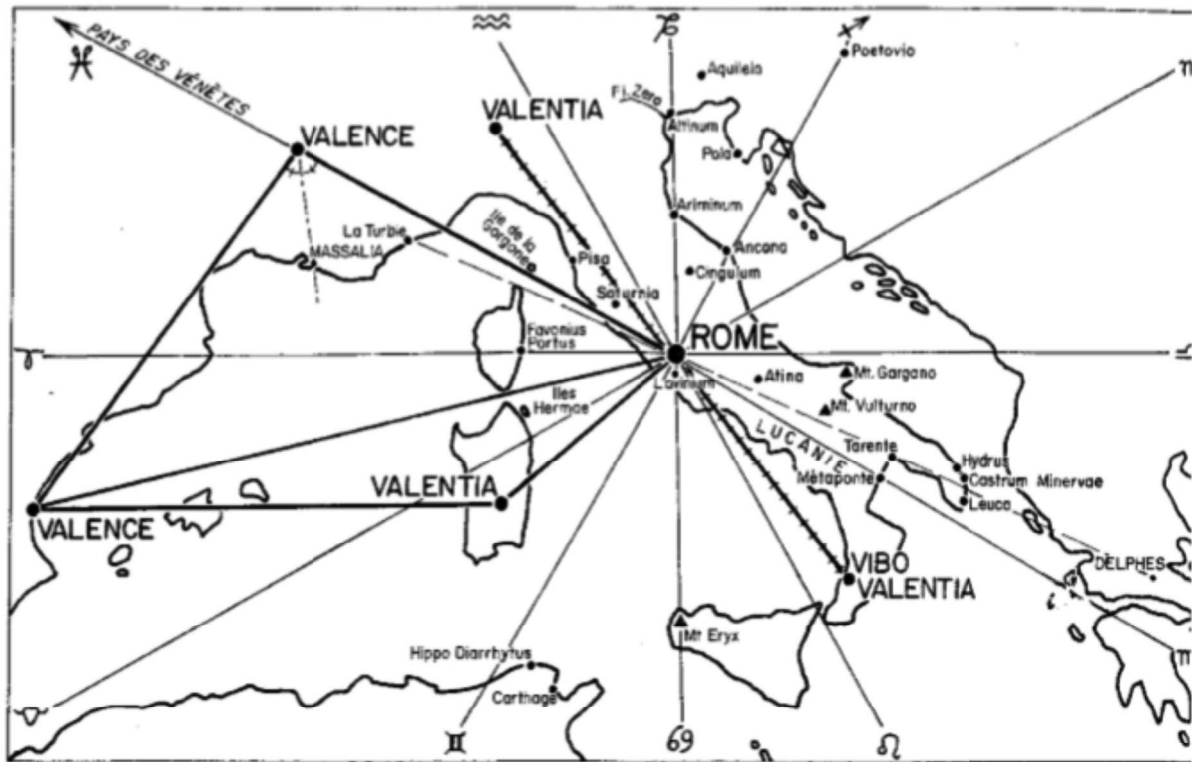 ♒
♑
♐
PAYS DES VÉNÈTES
♓
Poetovio
Aquileia
♏
VALENTIA
Altinum
VALENCE
Pola
Ile de la
Gorgone
Ariminum
La Turbie
Ancona
MASSALIA
Pisa
Cingulum
Saturnia
ROME
Favonius
Portus
♈
♎
Lavinium
Atina
Mt. Gargano
Iles
Hermae
Mt. Vulturno
LUCANIE
Tarente
VALENTIA
Métaponte
Hydrus
Castrum Minervae
Leuca
VALENCE
VIBO
VALENTIA
DELPHES
Mt Eryx
Hippo Diarrhytus
Carthage
♊
69
♌